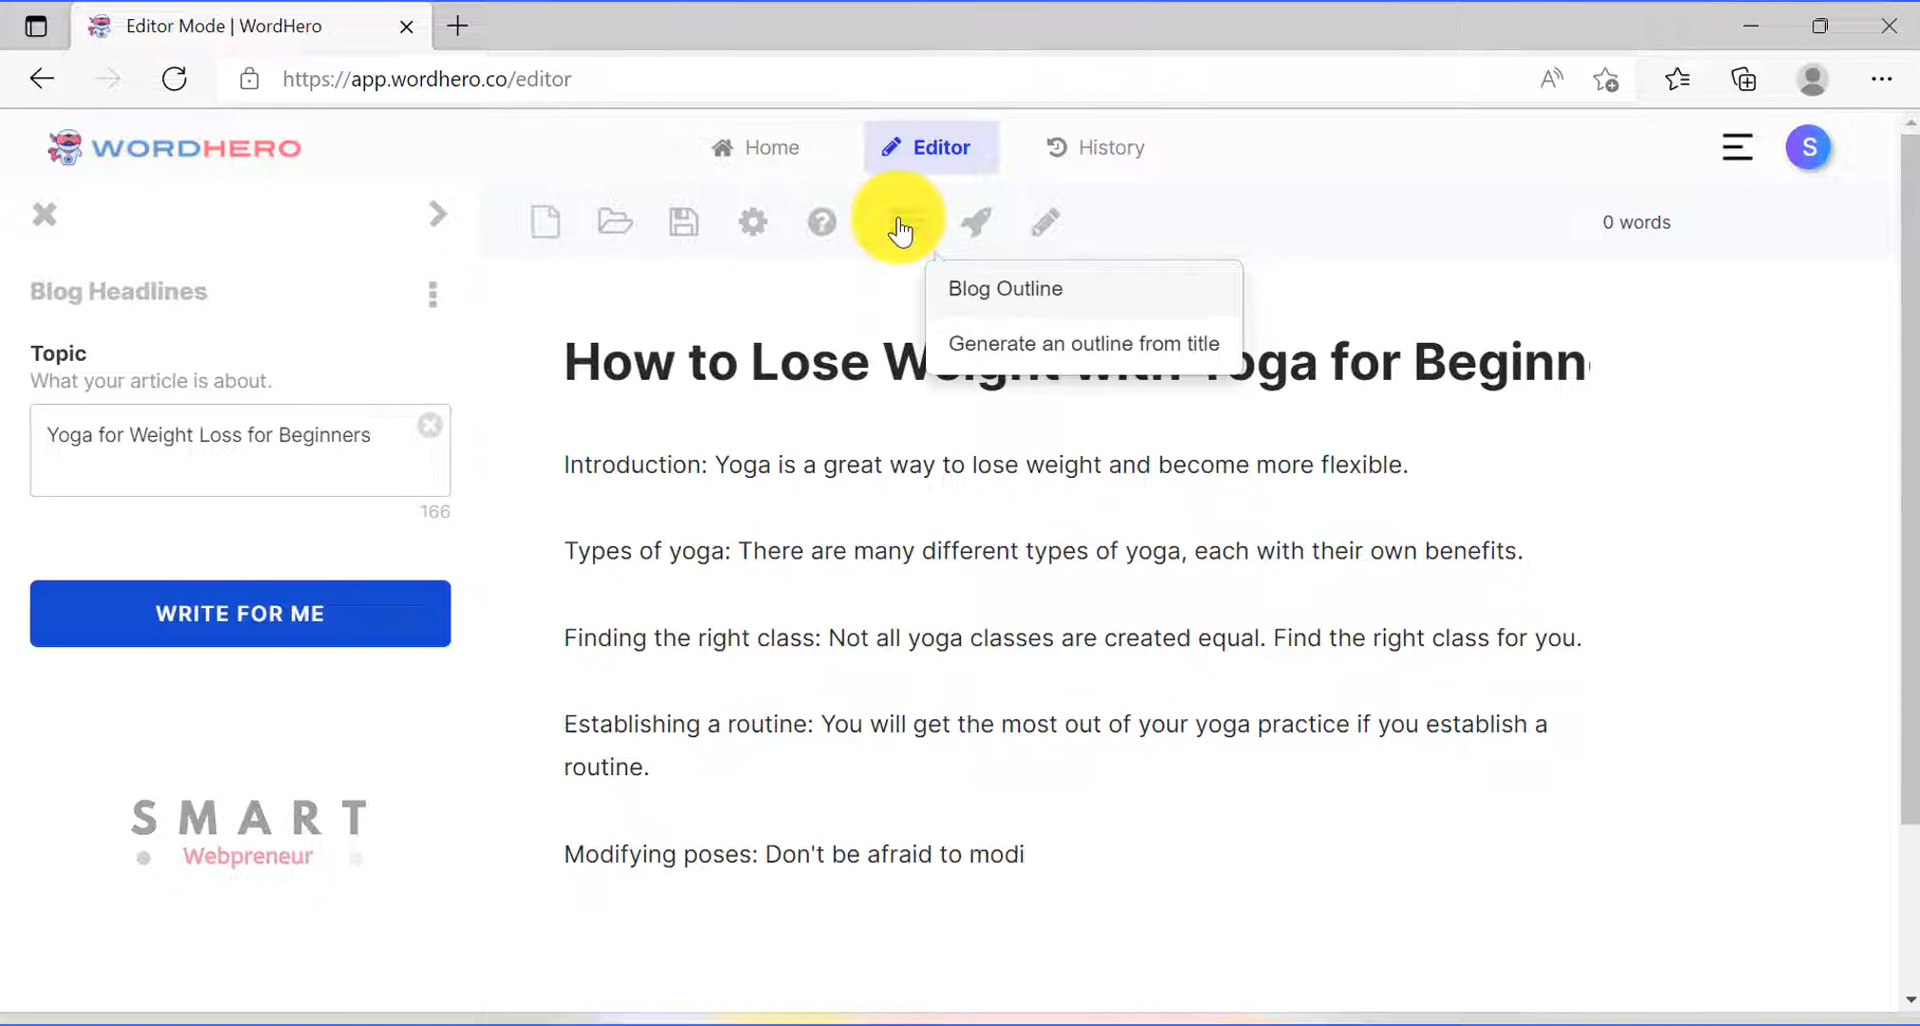 Editor Mode | WordHero
https://app.wordhero.co/editor
WORDHERO
Home
Editor
History
S
0 words
Blog Outline
Generate an outline from title
Blog Headlines
Topic
What your article is about.
Yoga for Weight Loss for Beginners
166
WRITE FOR ME
SMART
Webpreneur
How to Lose Weight with Yoga for Beginn
Introduction: Yoga is a great way to lose weight and become more flexible.
Types of yoga: There are many different types of yoga, each with their own benefits.
Finding the right class: Not all yoga classes are created equal. Find the right class for you.
Establishing a routine: You will get the most out of your yoga practice if you establish a
routine.
Modifying poses: Don't be afraid to modi